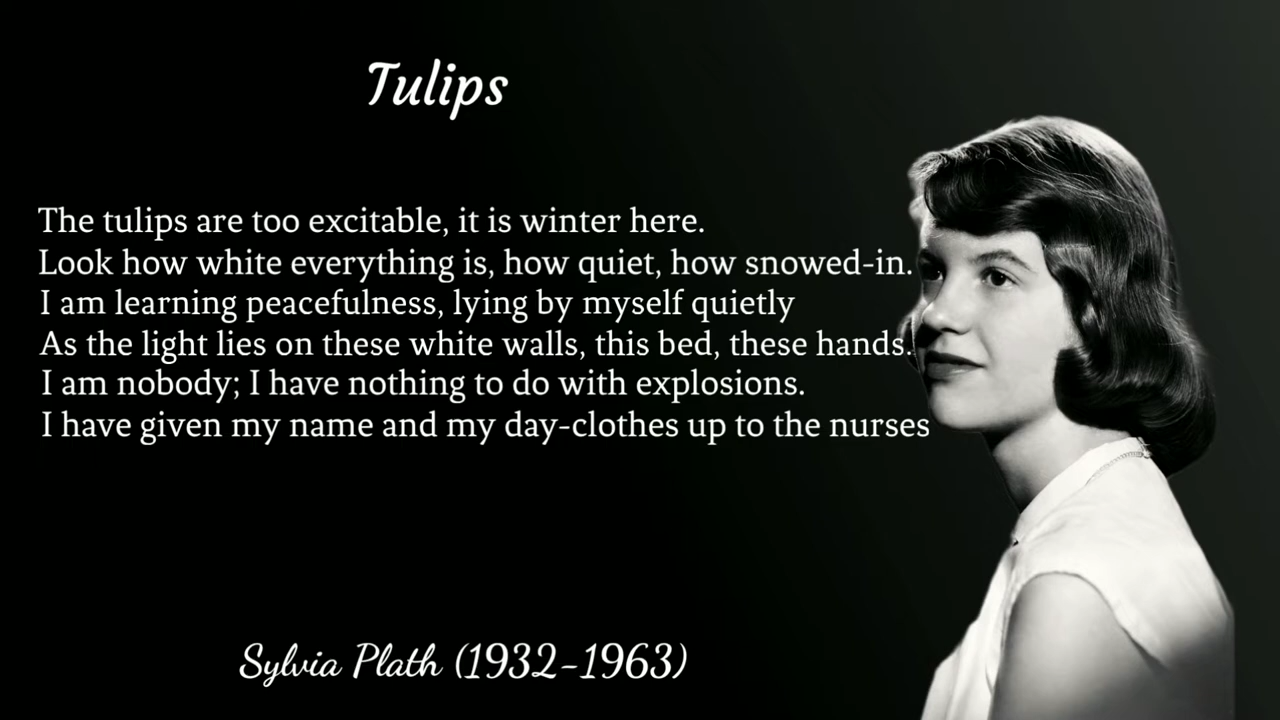 Tulips
The tulips are too excitable, it is winter here.
Look how white everything is, how quiet, how snowed-in.
I am learning peacefulness, lying by myself quietly
As the light lies on these white walls, this bed, these hands.
I am nobody; I have nothing to do with explosions.
I have given my name and my day-clothes up to the nurses
Sylvia Plath (1932-1963)